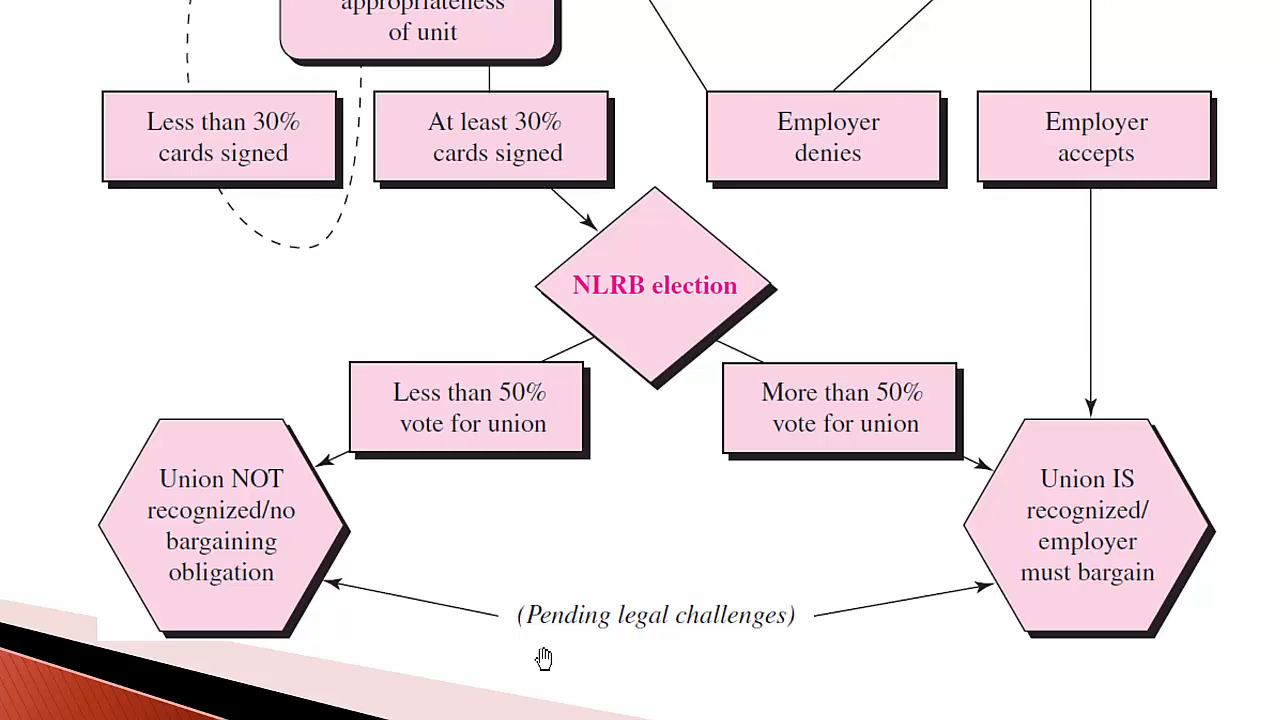 appropriateness
of unit
Less than 30%
cards signed
At least 30%
cards signed
Employer
denies
Employer
accepts
NLRB election
Less than 50%
vote for union
More than 50%
vote for union
Union NOT
recognized/no
bargaining
obligation
Union IS
recognized/
employer
must bargain
(Pending legal challenges)